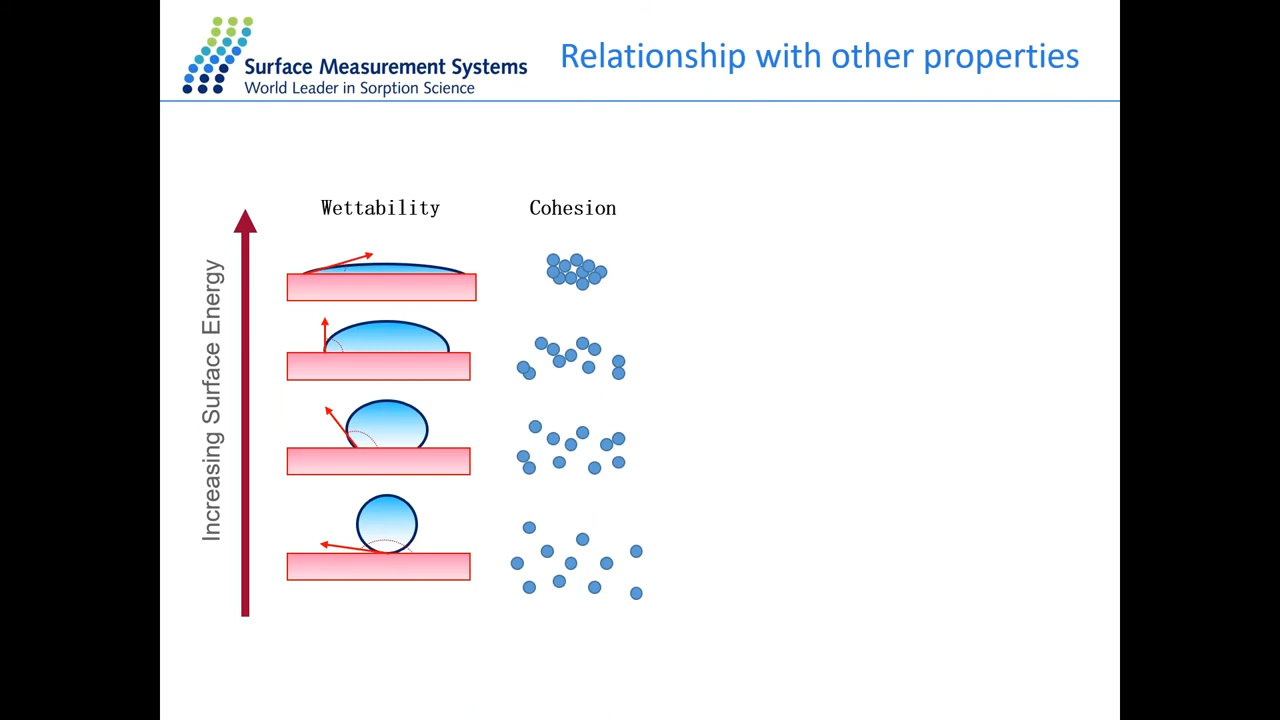 Surface Measurement Systems
World Leader in Sorption Science
Relationship with other properties
Wettability
Cohesion
Increasing Surface Energy